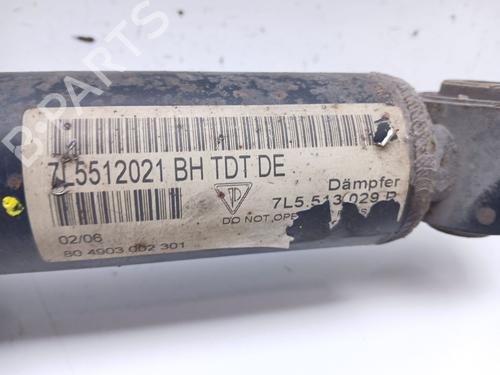 B-PARTS
7L5512021 BH TDT DE
Dämpfer
7L5.513.029 R
DO NOT OPE
02/06
80 4903 002 301